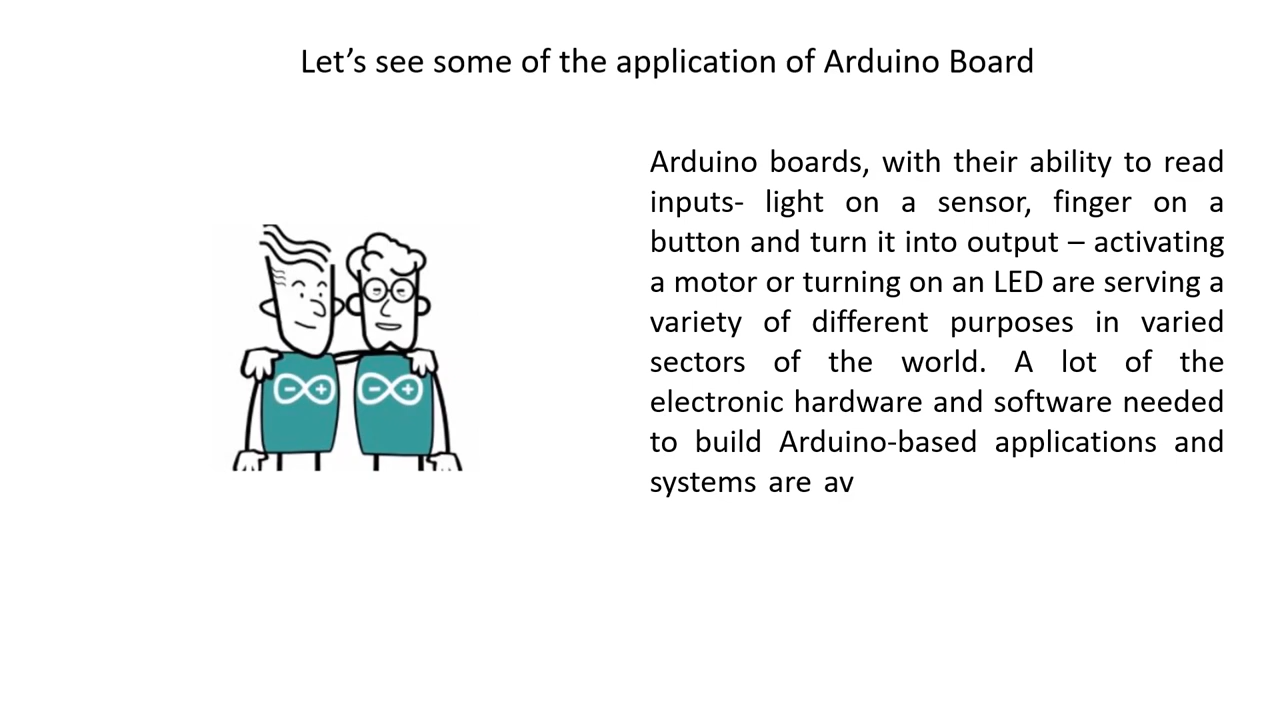 Let’s see some of the application of Arduino Board
Arduino boards, with their ability to read
inputs- light on a sensor, finger on a
button and turn it into output – activating
a motor or turning on an LED are serving a
variety of different purposes in varied
sectors of the world. A lot of the
electronic hardware and software needed
to build Arduino-based applications and
systems are av